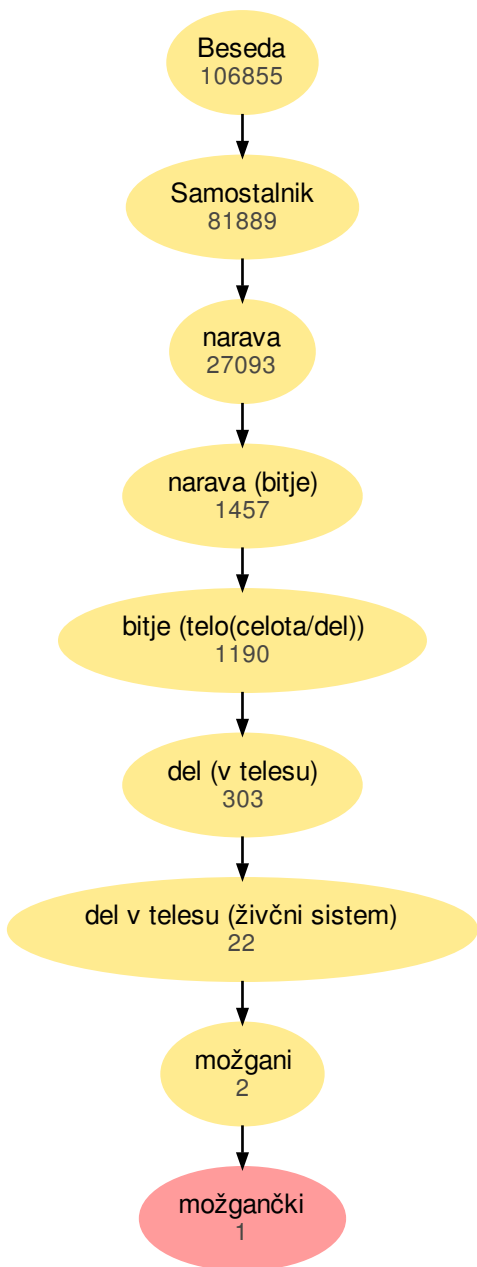 Beseda
106855
Samostalnik
81889
narava
27093
narava (bitje)
1457
bitje (telo(celota/del))
1190
del (v telesu)
303
del v telesu (živčni sistem)
22
možgani
2
možgančki
1